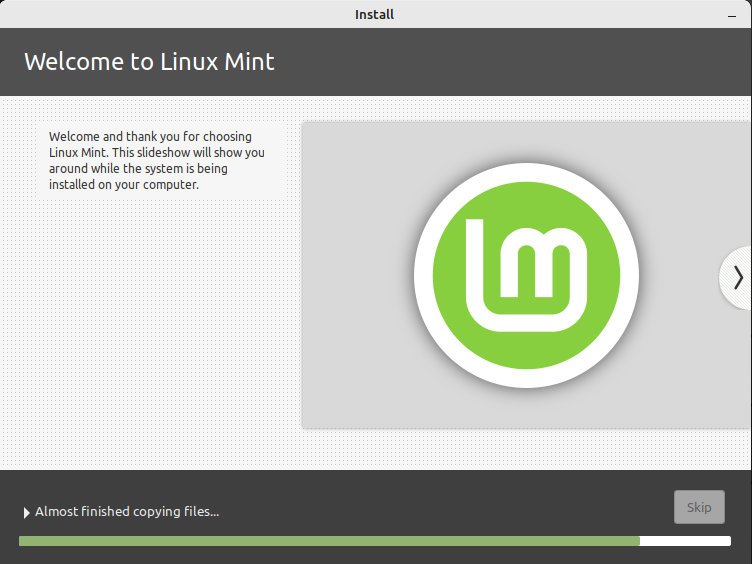 Install
Welcome to Linux Mint
Welcome and thank you for choosing
Linux Mint. This slideshow will show you
around while the system is being
installed on your computer.
lm
Almost finished copying files...
Skip